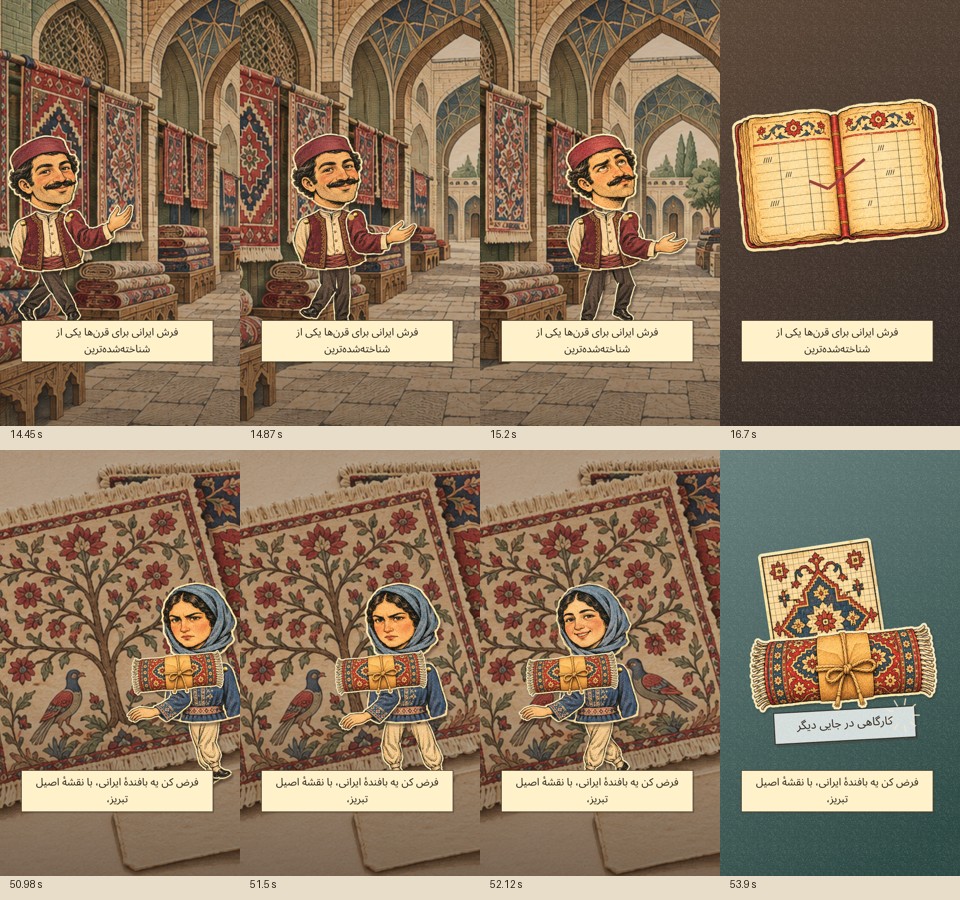 فرش ایرانی برای قرن‌ها یکی از
شناخته‌شده‌ترین
فرش ایرانی برای قرن‌ها یکی از
شناخته‌شده‌ترین
فرش ایرانی برای قرن‌ها یکی از
شناخته‌شده‌ترین
فرش ایرانی برای قرن‌ها یکی از
شناخته‌شده‌ترین
14.45 s
14.87 s
15.2 s
16.7 s
کارگاهی در جایی دیگر
فرض کن یه بافندهٔ ایرانی، با نقشهٔ اصیل
تبریز،
فرض کن یه بافندهٔ ایرانی، با نقشهٔ اصیل
تبریز،
فرض کن یه بافندهٔ ایرانی، با نقشهٔ اصیل
تبریز،
فرض کن یه بافندهٔ ایرانی، با نقشهٔ اصیل
تبریز،
50.98 s
51.5 s
52.12 s
53.9 s